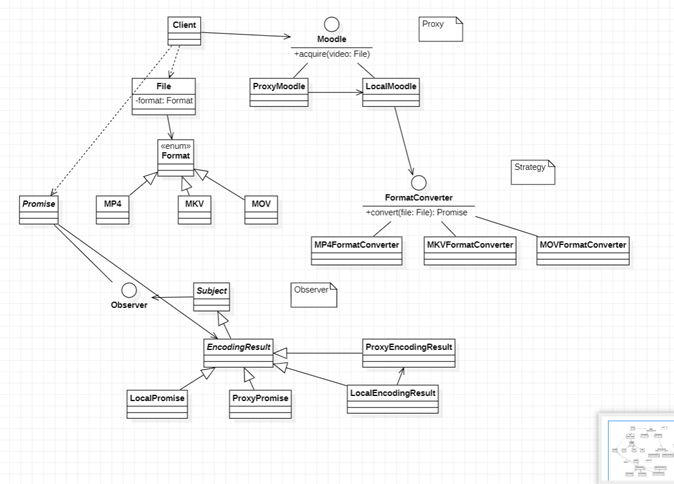 Client
Proxy
Moodle
+acquire(video: File)
File
-format: Format
ProxyMoodle
LocalMoodle
«enum»
Format
Strategy
FormatConverter
+convert(file: File): Promise
Promise
MP4
MKV
MOV
MP4FormatConverter
MKVFormatConverter
MOVFormatConverter
Observer
Subject
Observer
EncodingResult
ProxyEncodingResult
LocalPromise
ProxyPromise
LocalEncodingResult